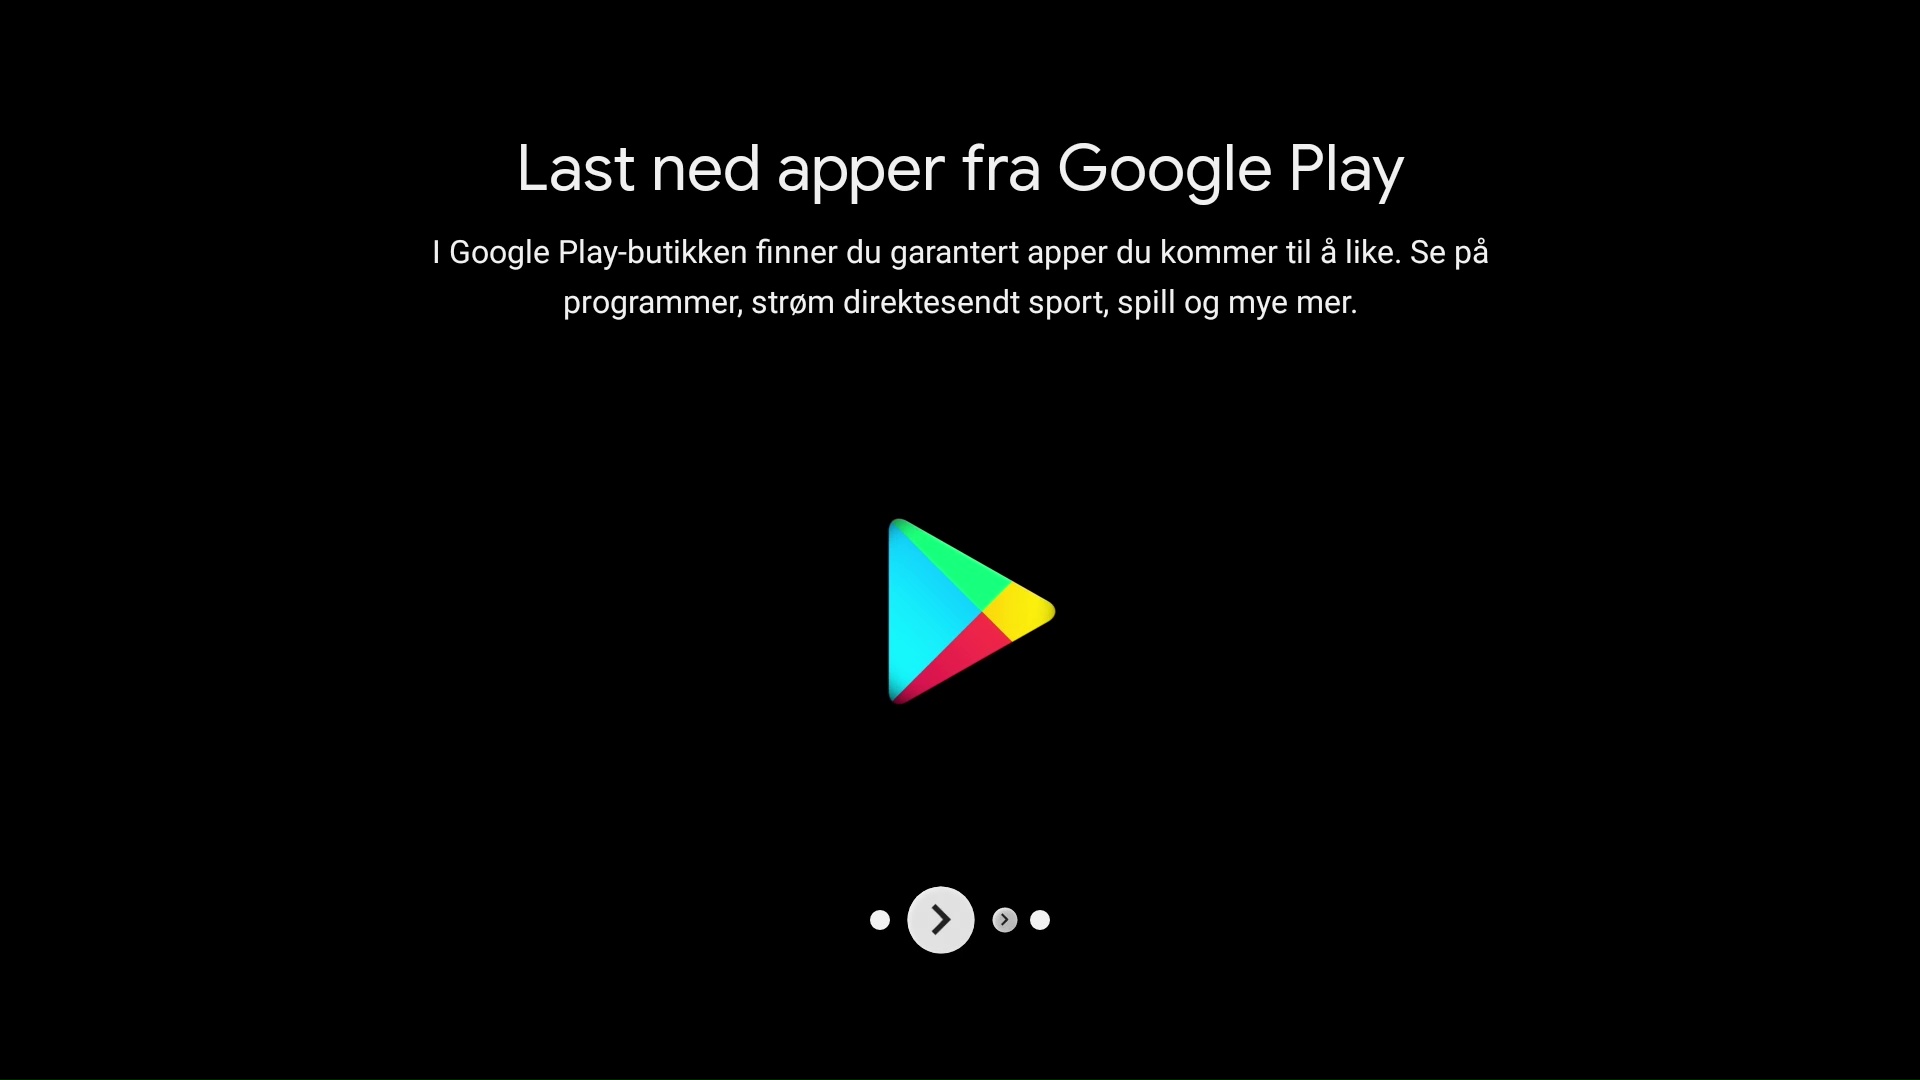 Last ned apper fra Google Play
I Google Play-butikken finner du garantert apper du kommer til å like. Se på
programmer, strøm direktesendt sport, spill og mye mer.